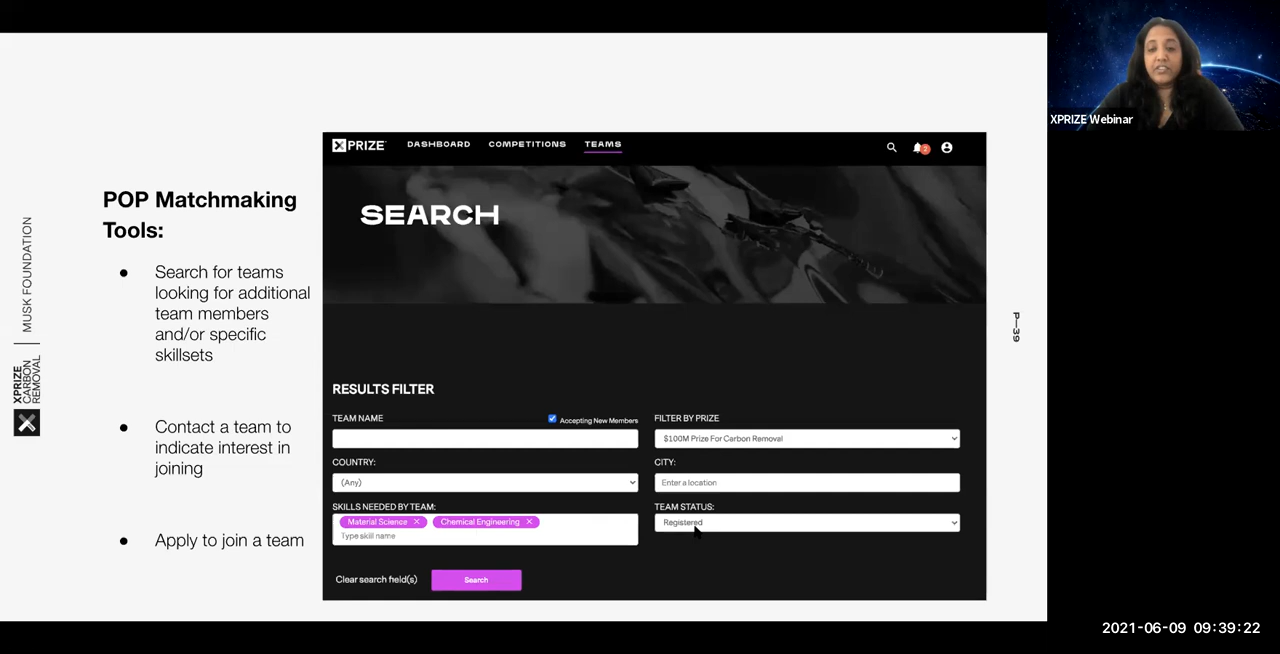 POP Matchmaking
Tools:
● Search for teams
looking for additional
team members
and/or specific
skillsets
● Contact a team to
indicate interest in
joining
● Apply to join a team
MUSK FOUNDATION
XPRIZE
CARBON
REMOVAL
XPRIZE DASHBOARD COMPETITIONS TEAMS
2
SEARCH
RESULTS FILTER
TEAM NAME Accepting New Members FILTER BY PRIZE
$100M Prize For Carbon Removal
COUNTRY: CITY:
(Any) Enter a location
SKILLS NEEDED BY TEAM: TEAM STATUS:
Material Science × Chemical Engineering × Registered
Type skill name
Clear search field(s) Search
P—39
XPRIZE Webinar
2021-06-09 09:39:22